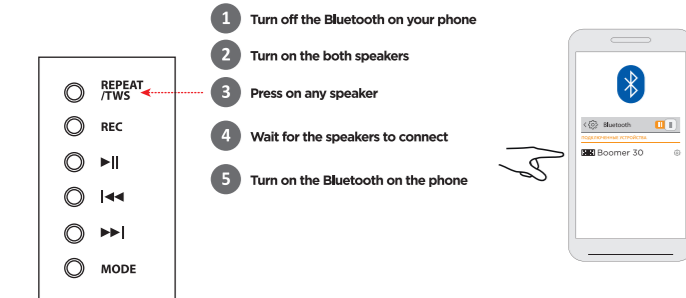 1 Turn off the Bluetooth on your phone
2 Turn on the both speakers
3 Press on any speaker
4 Wait for the speakers to connect
5 Turn on the Bluetooth on the phone
REPEAT
/TWS
REC
MODE
Bluetooth
ПОДКЛЮЧЕННЫЕ УСТРОЙСТВА
Boomer 30